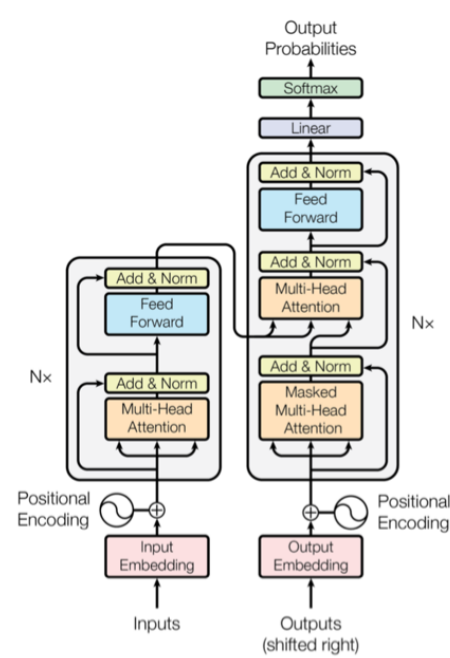 Output
Probabilities
Softmax
Linear
Add & Norm
Feed
Forward
Add & Norm
Multi-Head
Attention
Add & Norm
Masked
Multi-Head
Attention
Nx
Positional
Encoding
Output
Embedding
Outputs
(shifted right)
Add & Norm
Feed
Forward
Add & Norm
Multi-Head
Attention
Nx
Positional
Encoding
Input
Embedding
Inputs